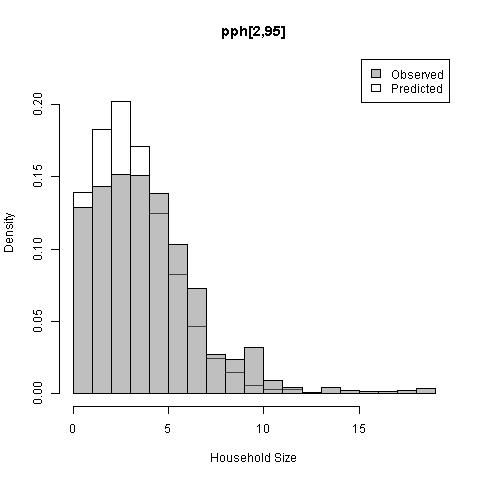 pph[2,95]
Observed
Predicted
0.20
0.15
0.10
0.05
0.00
Density
0 5 10 15
Household Size